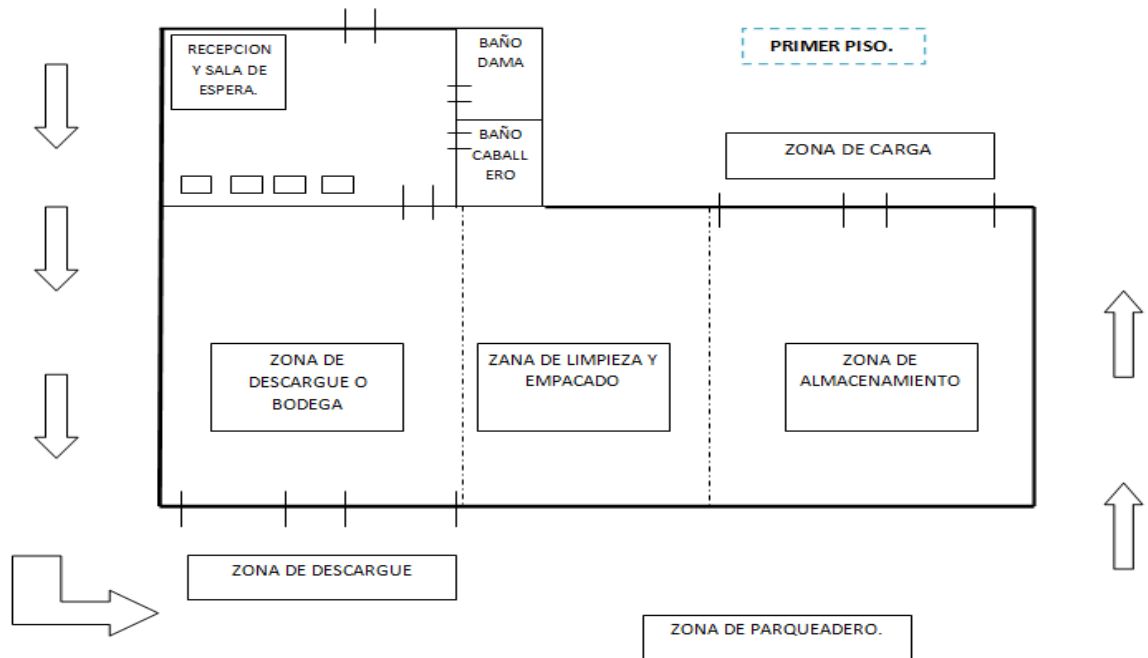 RECEPCION
Y SALA DE
ESPERA.
BAÑO
DAMA
PRIMER PISO.
BAÑO
CABALL
ERO
ZONA DE CARGA
ZONA DE
DESCARGUE O
BODEGA
ZANA DE LIMPIEZA Y
EMPACADO
ZONA DE
ALMACENAMIENTO
ZONA DE DESCARGUE
ZONA DE PARQUEADERO.